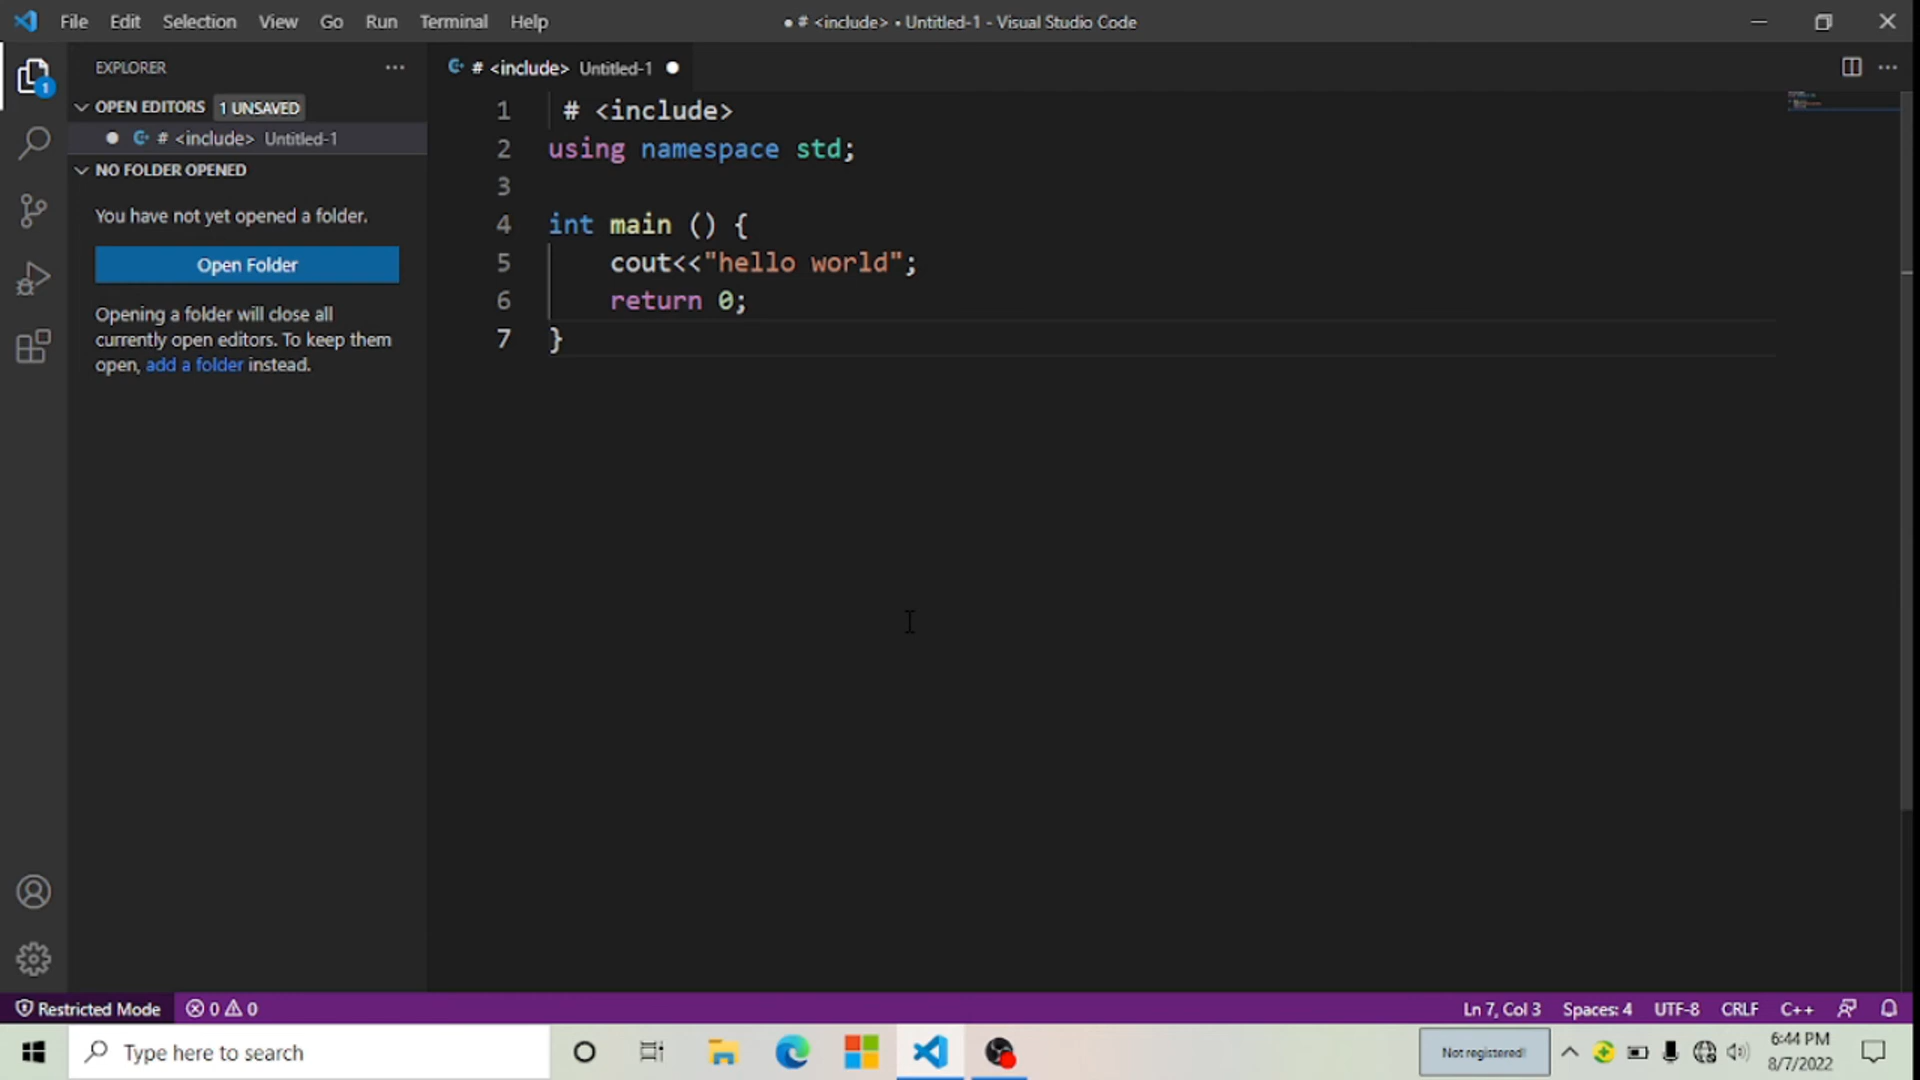 File Edit Selection View Go Run Terminal Help
● # <include> • Untitled-1 - Visual Studio Code
EXPLORER
OPEN EDITORS 1 UNSAVED
# <include> Untitled-1
NO FOLDER OPENED
You have not yet opened a folder.
Open Folder
Opening a folder will close all
currently open editors. To keep them
open, add a folder instead.
# <include> Untitled-1 ●
1 # <include>
2 using namespace std;
3
4 int main () {
5 cout<<"hello world";
6 return 0;
7 }
1
Restricted Mode 0 0
Ln 7, Col 3 Spaces: 4 UTF-8 CRLF C++
Type here to search
Not registered!
6:44 PM
8/7/2022